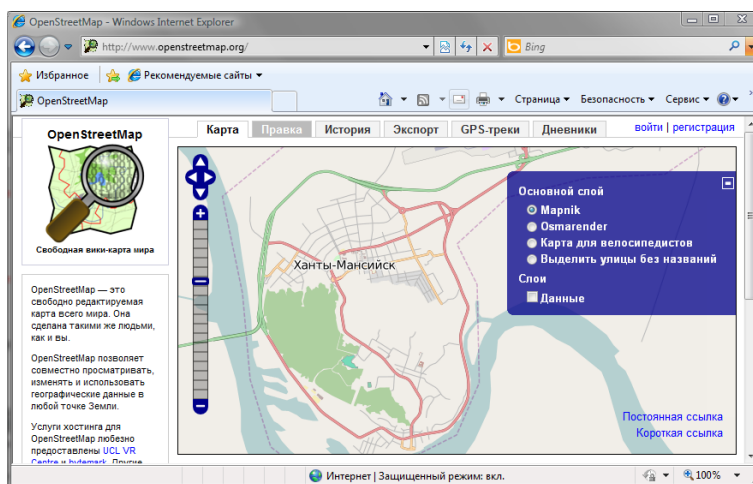 OpenStreetMap - Windows Internet Explorer
http://www.openstreetmap.org/
Bing
Избранное
Рекомендуемые сайты
OpenStreetMap
Страница
Безопасность
Сервис
OpenStreetMap
Свободная вики-карта мира
Карта
Правка
История
Экспорт
GPS-треки
Дневники
войти | регистрация
OpenStreetMap — это
свободно редактируемая
карта всего мира. Она
сделана такими же людьми,
как и вы.
OpenStreetMap позволяет
совместно просматривать,
изменять и использовать
географические данные в
любой точке Земли.
Услуги хостинга для
OpenStreetMap любезно
предоставлены UCL VR
Centre и bytemark. Другие
Ханты-Мансийск
Основной слой
Mapnik
Osmarender
Карта для велосипедистов
Выделить улицы без названий
Слои
Данные
Постоянная ссылка
Короткая ссылка
Интернет | Защищенный режим: вкл.
100%